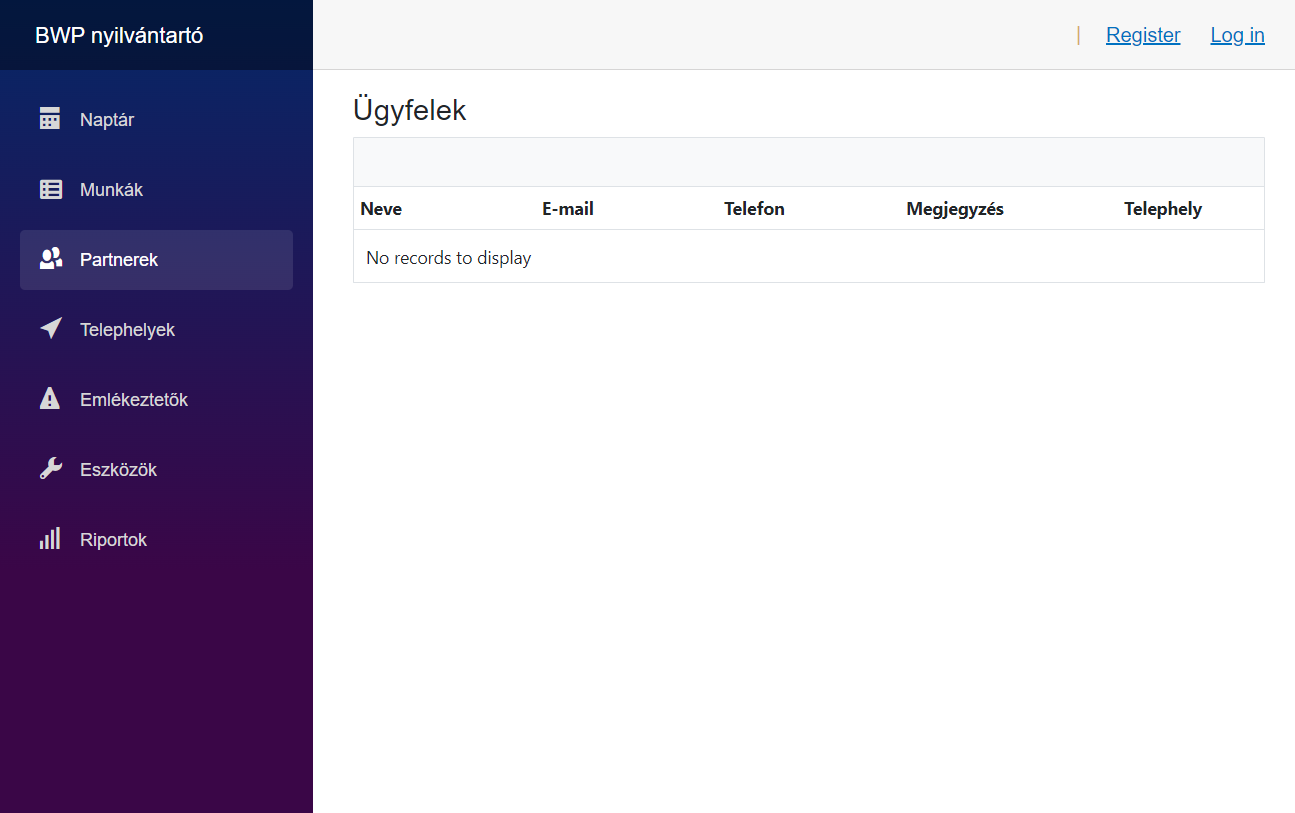 BWP nyilvántartó
| Register Log in
Naptár
Munkák
Partnerek
Telephelyek
Emlékeztetők
Eszközök
Riportok
Ügyfelek
Neve E-mail Telefon Megjegyzés Telephely
No records to display